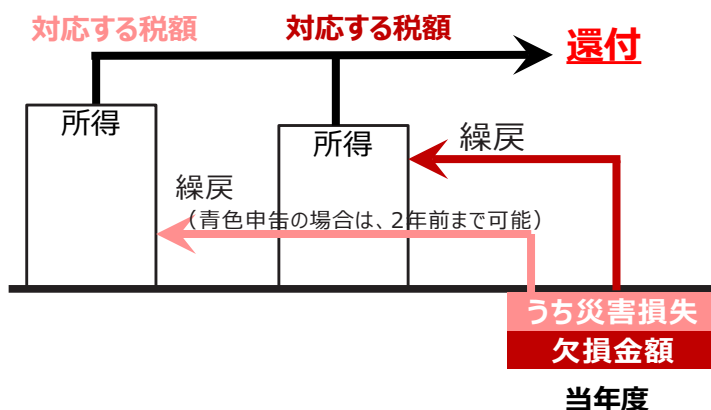 対応する税額
対応する税額
還付
所得
所得
繰戻
繰戻
（青色申告の場合は、2年前まで可能）
うち災害損失
欠損金額
当年度